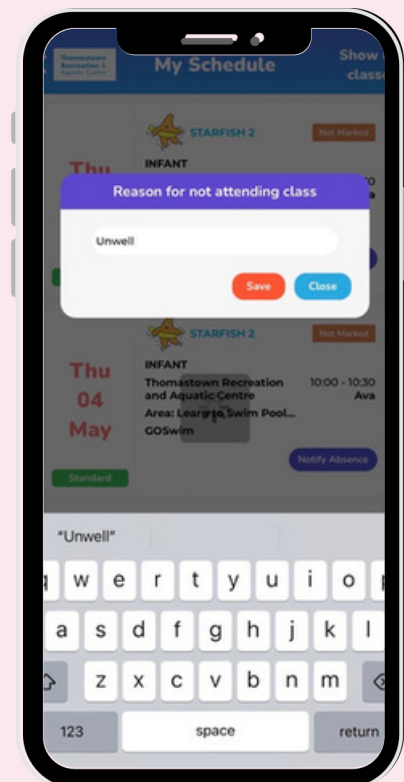 Thomastown
Recreation &
Aquatic Centre
My Schedule
Show
class
STARFISH 2
Not Marked
INFANT
Thu
Reason for not attending class
Unwell
Save
Close
STARFISH 2
Not Marked
Thu
04
May
INFANT
Thomastown Recreation
and Aquatic Centre
Area: Learn to Swim Pool...
GOSwim
10:00 - 10:30
Ava
Notify Absence
Standard
"Unwell"
q w e r t y u i o p
a s d f g h j k l
z x c v b n m
123
space
return